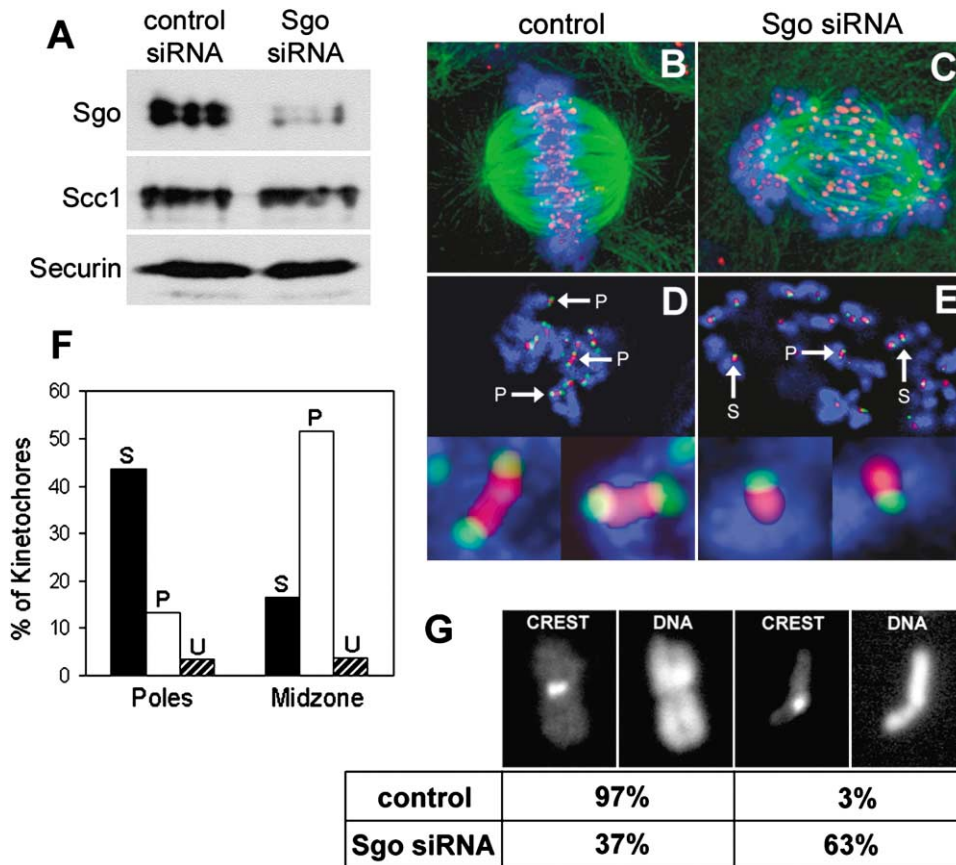 A
control siRNA
Sgo siRNA
Sgo
Scc1
Securin
control
Sgo siRNA
B
C
D
P
P
P
E
P
S
S
F
% of Kinetochores
60
50
40
30
20
10
0
S
P
U
S
P
U
Poles
Midzone
G
CREST
DNA
CREST
DNA
control
97%
3%
Sgo siRNA
37%
63%